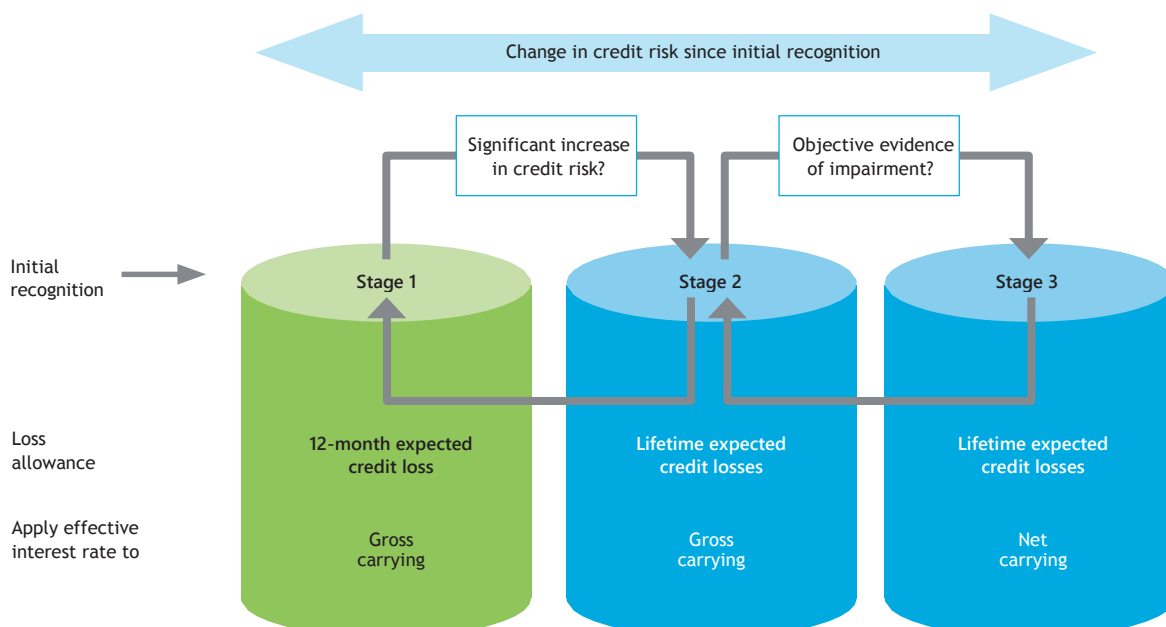 Change in credit risk since initial recognition
Significant increase
in credit risk?
Objective evidence
of impairment?
Initial
recognition
Stage 1
Stage 2
Stage 3
Loss
allowance
12-month expected
credit loss
Lifetime expected
credit losses
Lifetime expected
credit losses
Apply effective
interest rate to
Gross
carrying
Gross
carrying
Net
carrying